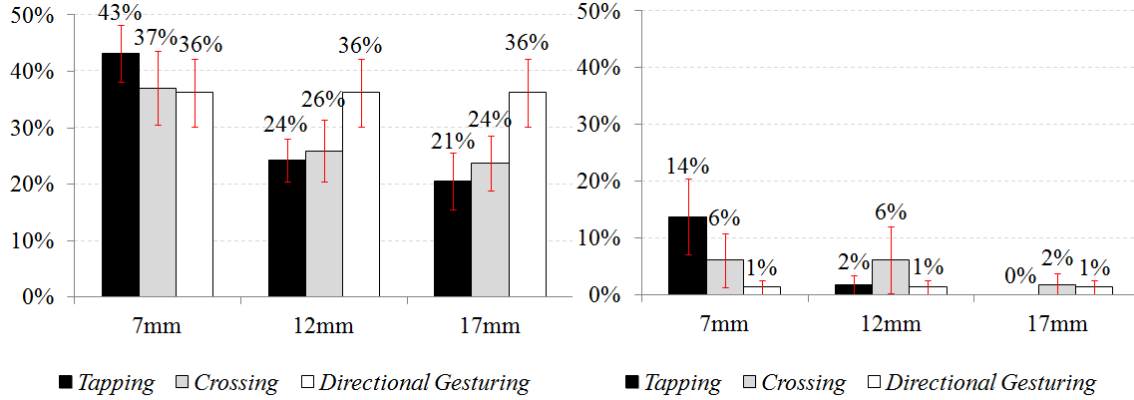 50%
43%
37%
36%
36%
36%
40%
30%
26%
24%
24%
21%
20%
10%
0%
7mm
12mm
17mm
Tapping
Crossing
Directional Gesturing
50%
40%
30%
20%
14%
10%
6%
6%
2%
2%
1%
1%
1%
0%
0%
7mm
12mm
17mm
Tapping
Crossing
Directional Gesturing